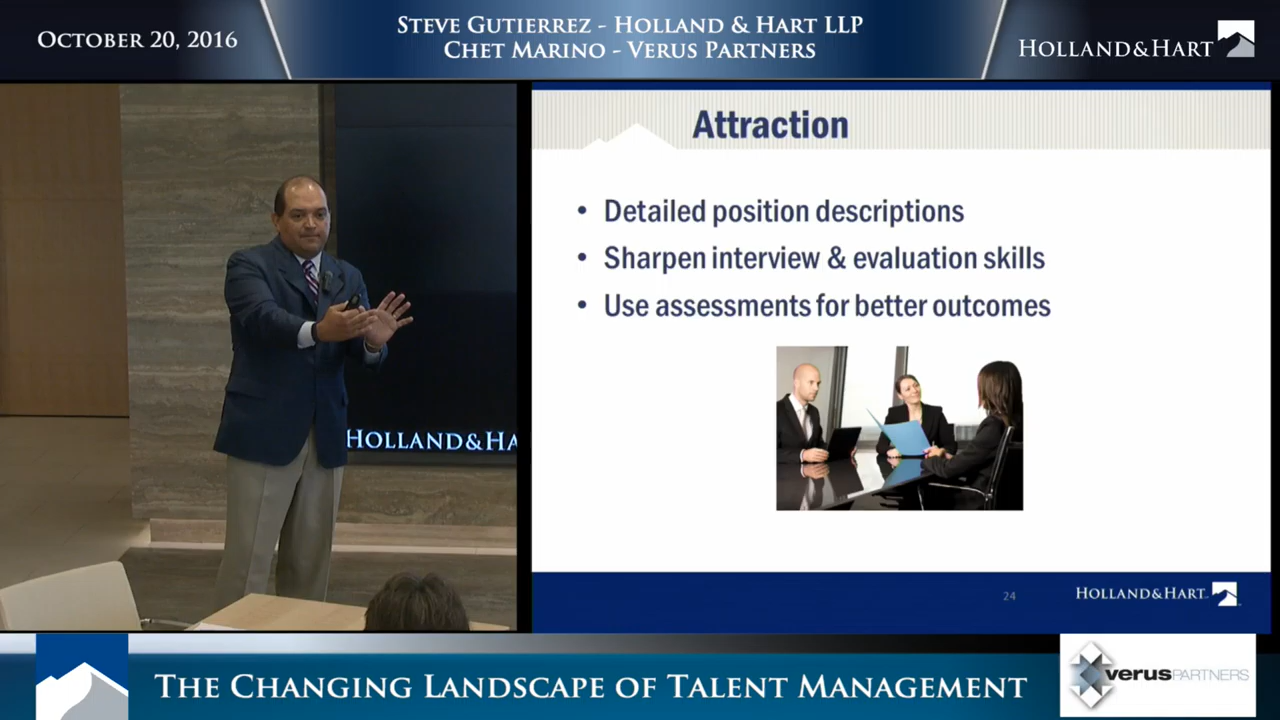 OCTOBER 20, 2016
STEVE GUTIERREZ - HOLLAND & HART LLP
CHET MARINO - VERUS PARTNERS
HOLLAND&HART
Attraction
• Detailed position descriptions
• Sharpen interview & evaluation skills
• Use assessments for better outcomes
HOLLAND&HA
24
HOLLAND&HART
THE CHANGING LANDSCAPE OF TALENT MANAGEMENT
verusPARTNERS